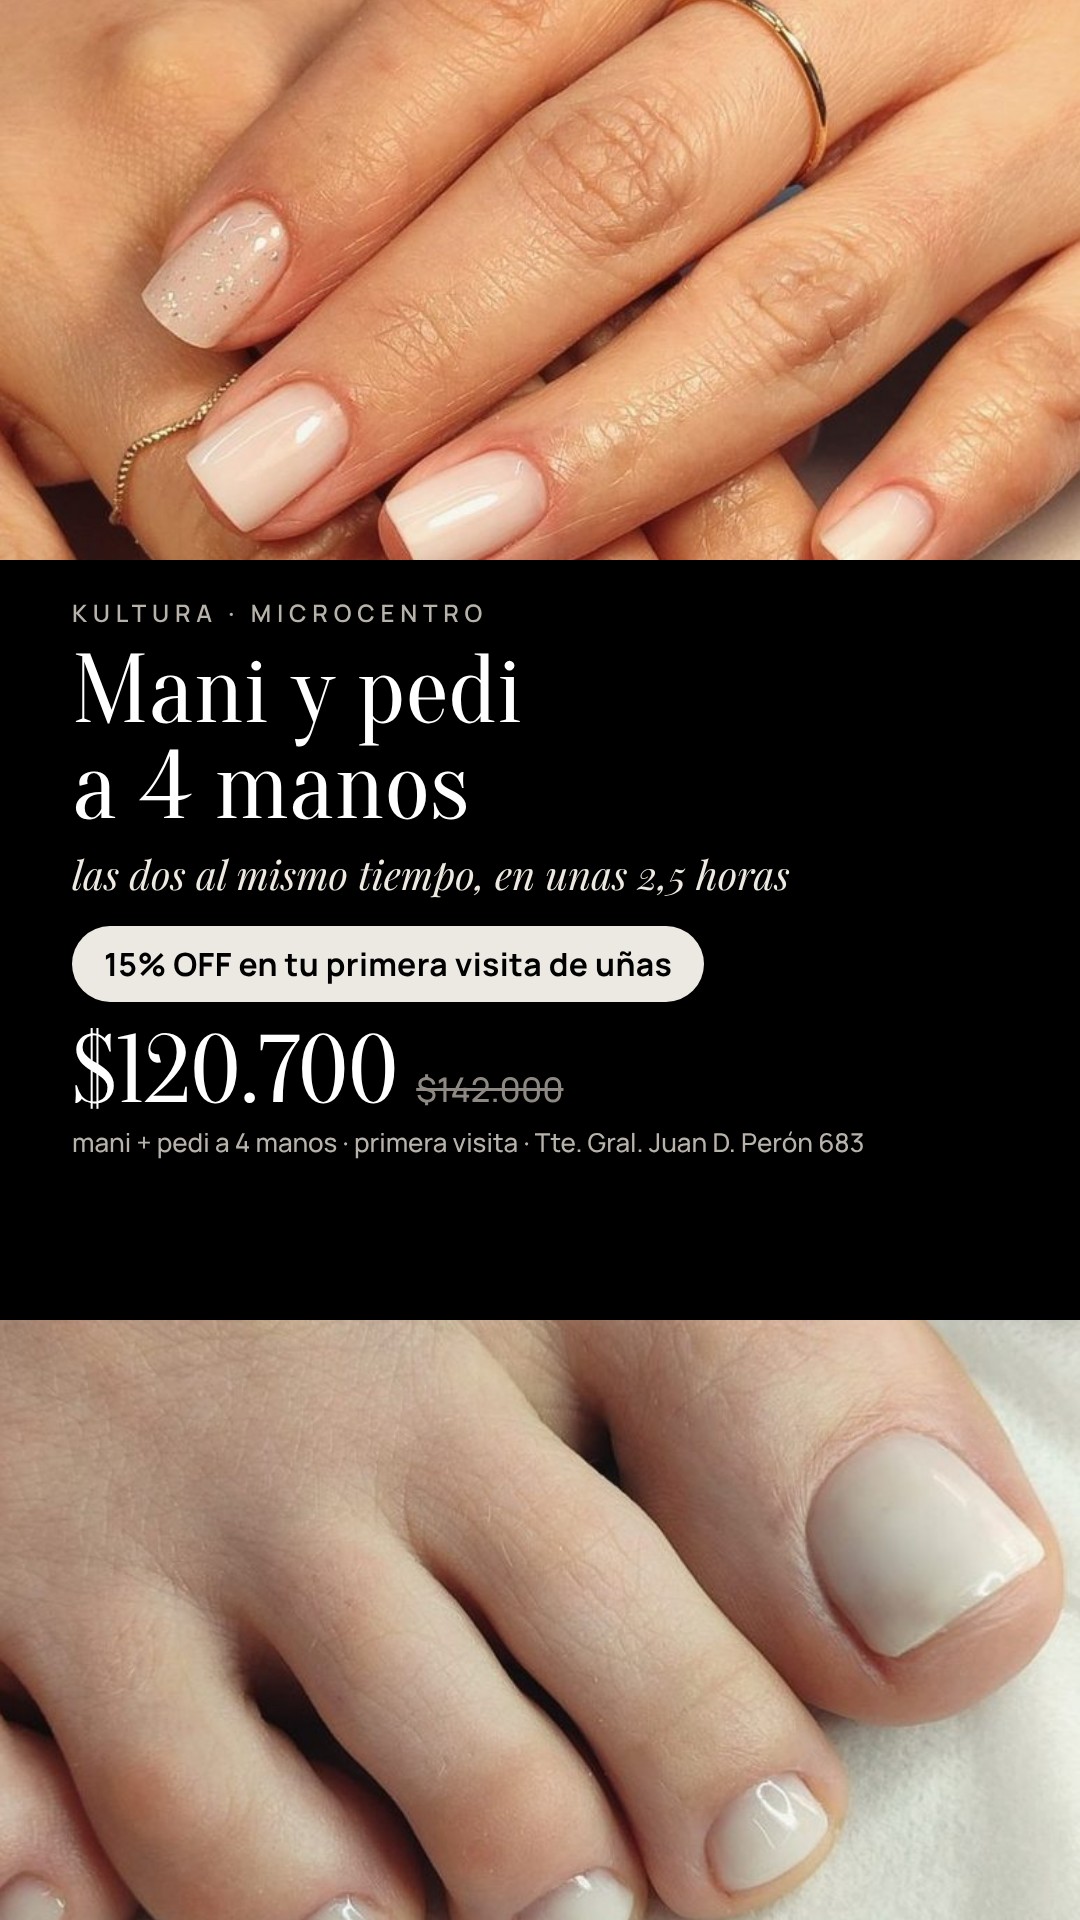 KULTURA · MICROCENTRO
Mani y pedi
a 4 manos
las dos al mismo tiempo, en unas 2,5 horas
15% OFF en tu primera visita de uñas
$120.700 $142.000
mani + pedi a 4 manos · primera visita · Tte. Gral. Juan D. Perón 683